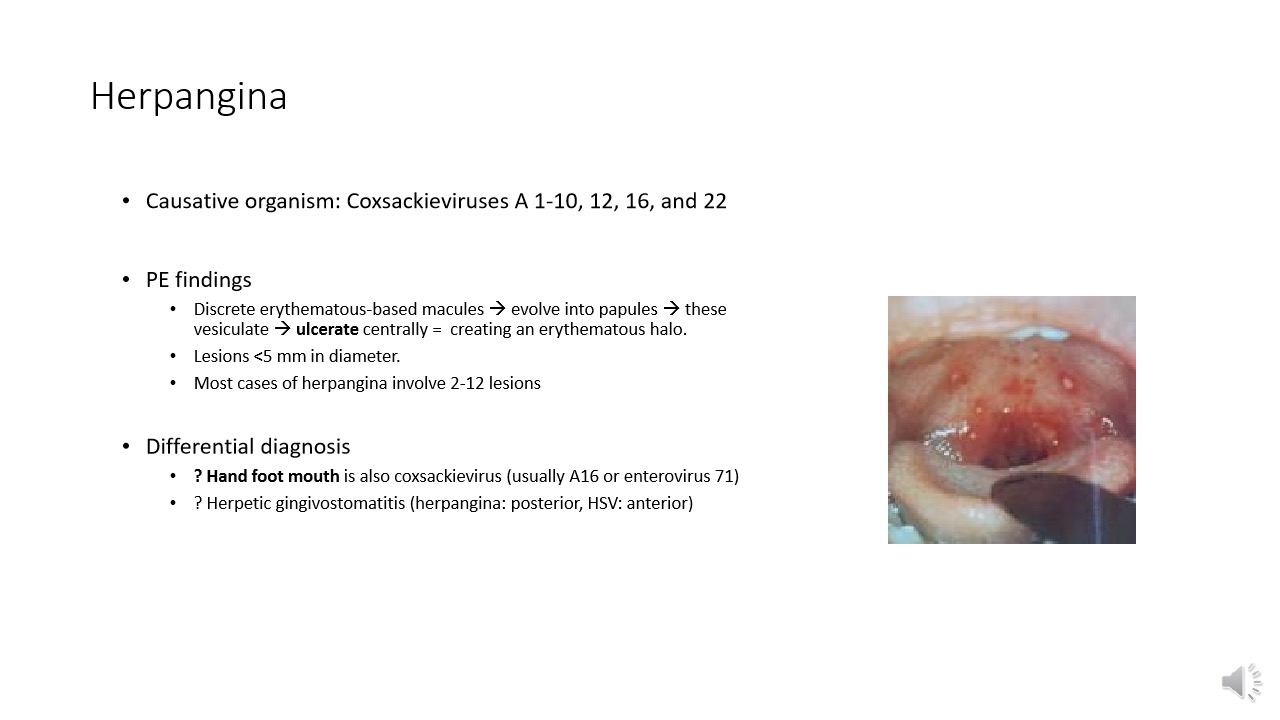 Herpangina
• Causative organism: Coxsackieviruses A 1-10, 12, 16, and 22
• PE findings
• Discrete erythematous-based macules → evolve into papules → these
vesiculate → ulcerate centrally = creating an erythematous halo.
• Lesions <5 mm in diameter.
• Most cases of herpangina involve 2-12 lesions
• Differential diagnosis
• ? Hand foot mouth is also coxsackievirus (usually A16 or enterovirus 71)
• ? Herpetic gingivostomatitis (herpangina: posterior, HSV: anterior)